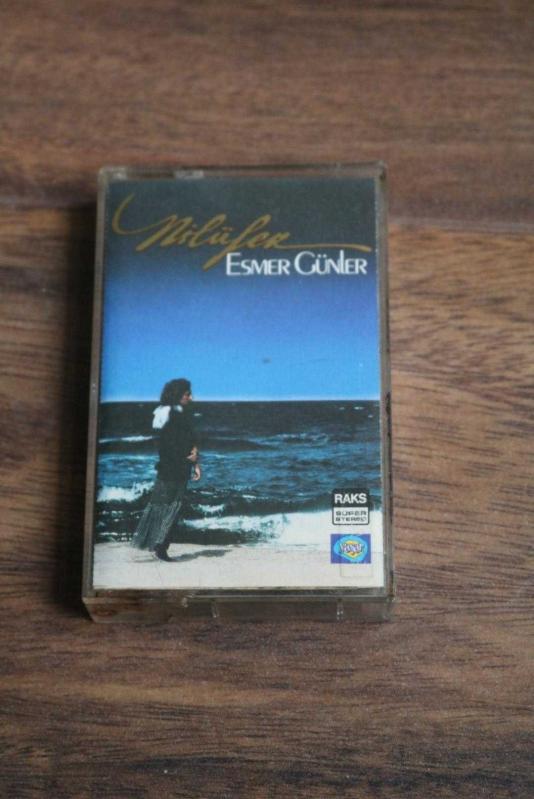 Nilüfer
ESMER GÜNLER
RAKS
SÜPER
STEREO